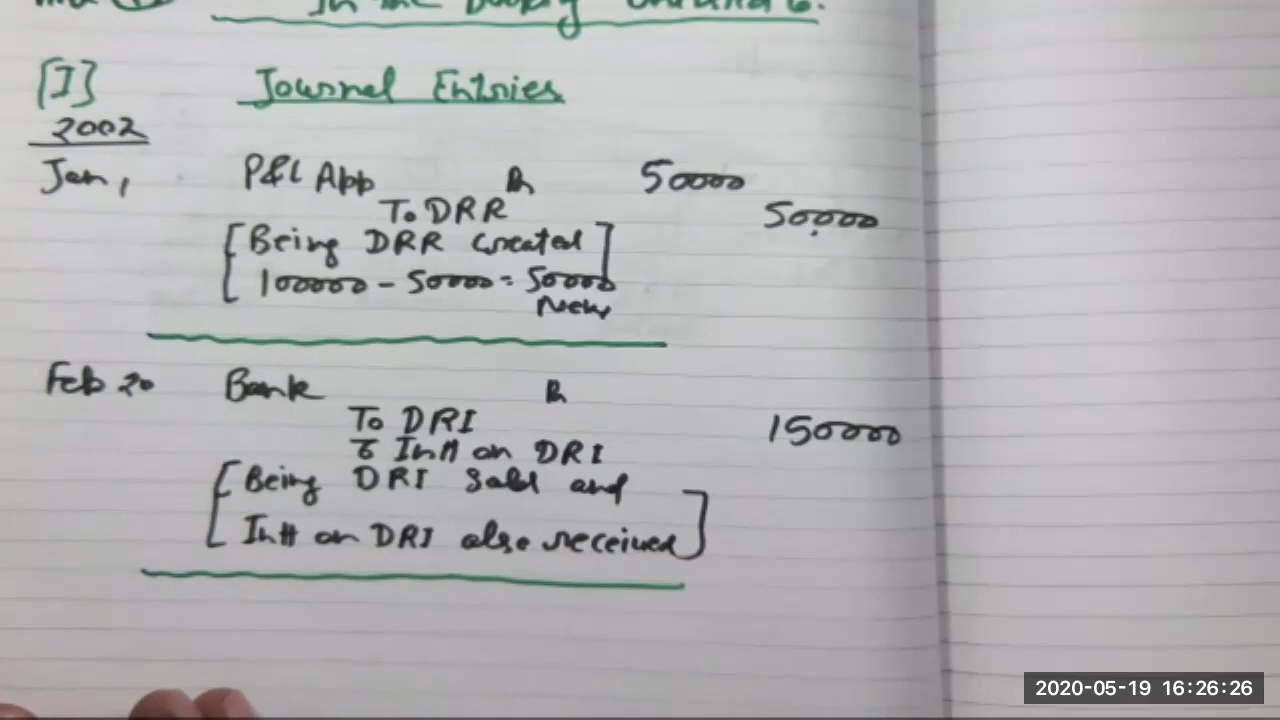 In the
[I] Journal Entries
2002
Jan 1 P&L App Dr 50000
To DRR 50000
[Being DRR created
100000 - 50000 = 50000]
New
Feb 20 Bank Dr
To DRI 150000
To Intt on DRI
[Being DRI sold and
Intt on DRI also received]
2020-05-19 16:26:26